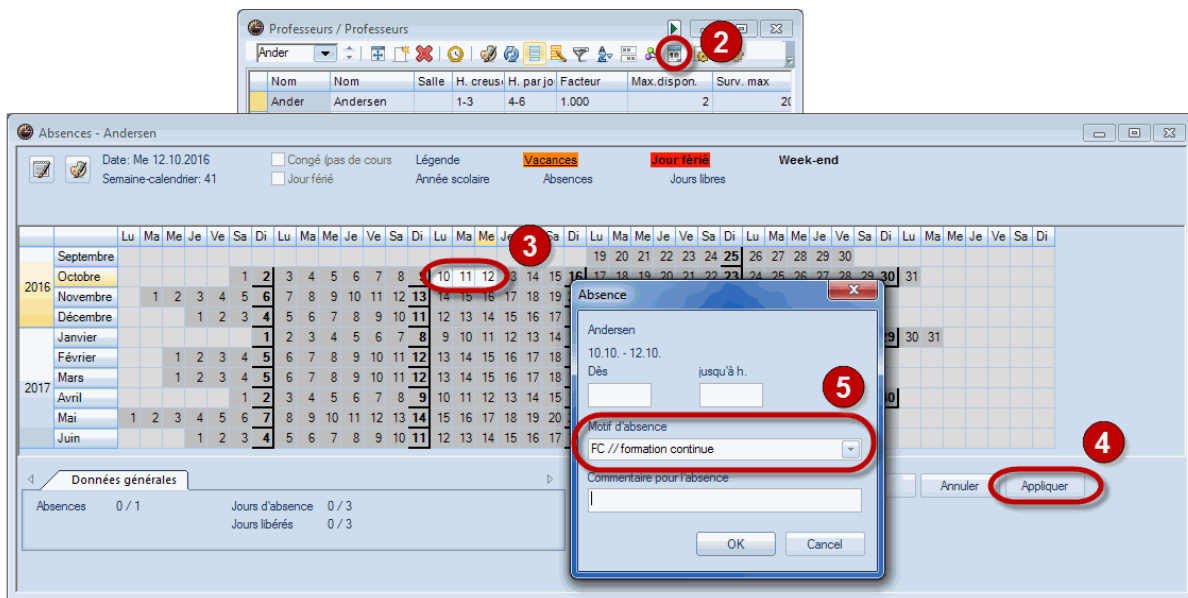 Professeurs / Professeurs
2
Ander
Nom Nom Salle H. creus H. par jo Facteur Max.dispon. Surv. max
Ander Andersen 1-3 4-6 1.000 2 20
Absences - Andersen
Date: Me 12.10.2016 Congé (pas de cours Légende Vacances Jour férié Week-end
Semaine-calendrier: 41 Jour férié Année scolaire Absences Jours libres
Lu Ma Me Je Ve Sa Di Lu Ma Me Je Ve Sa Di Lu Ma Me Je Sa Di Lu Ma Me Je Ve Sa Di Lu Ma Me Je Ve Sa Di Lu Ma Me Je Ve Sa Di
3
Septembre 19 20 21 22 23 24 25 26 27 28 29 30
2016
Octobre 1 2 3 4 5 6 7 8 9 10 11 12 13 14 15 16 17 18 19 20 21 22 23 24 25 26 27 28 29 30 31
Novembre 1 2 3 4 5 6 7 8 9 10 11 12 13 14 15 16 17 18 19
Décembre 1 2 3 4 5 6 7 8 9 10 11 12 13 14 15 16 17
Janvier 1 2 3 4 5 6 7 8 9 10 11 12 13 14 29 30 31
Février 1 2 3 4 5 6 7 8 9 10 11 12 13 14 15 16 17 18
2017
Mars 1 2 3 4 5 6 7 8 9 10 11 12 13 14 15 16 17 18
Avril 1 2 3 4 5 6 7 8 9 10 11 12 13 14 15 30
Mai 1 2 3 4 5 6 7 8 9 10 11 12 13 14 15 16 17 18 19 20
Juin 1 2 3 4 5 6 7 8 9 10 11 12 13 14 15 16 17
Absence
Andersen
10.10. - 12.10.
Dès jusqu'à h.
5
Motif d'absence
FC // formation continue
Commentaire pour l'absence
OK Cancel
4
Annuler Appliquer
Données générales
Absences 0 / 1 Jours d'absence 0 / 3
Jours libérés 0 / 3